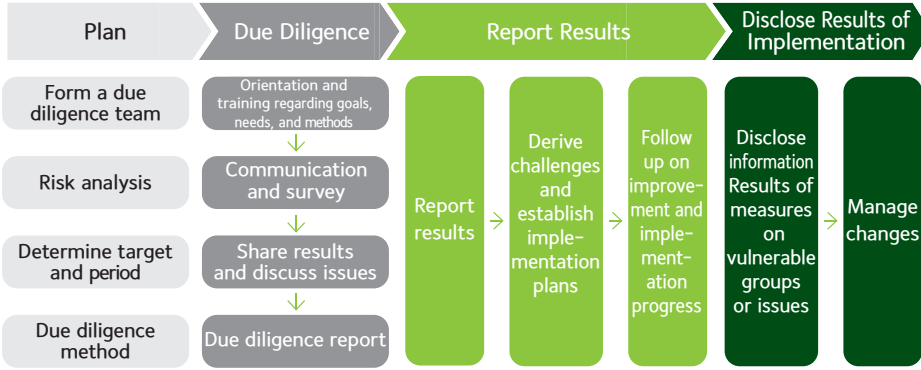 Plan
Due Diligence
Report Results
Disclose Results of
Implementation
Form a due
diligence team
Risk analysis
Determine target
and period
Due diligence
method
Orientation and
training regarding goals,
needs, and methods
Communication
and survey
Share results
and discuss issues
Due diligence report
Report
results
Derive
challenges
and
establish
imple-
mentation
plans
Follow
up on
improve-
ment and
imple-
ment-
ation
progress
Disclose
information
Results of
measures
on
vulnerable
groups
or issues
Manage
changes